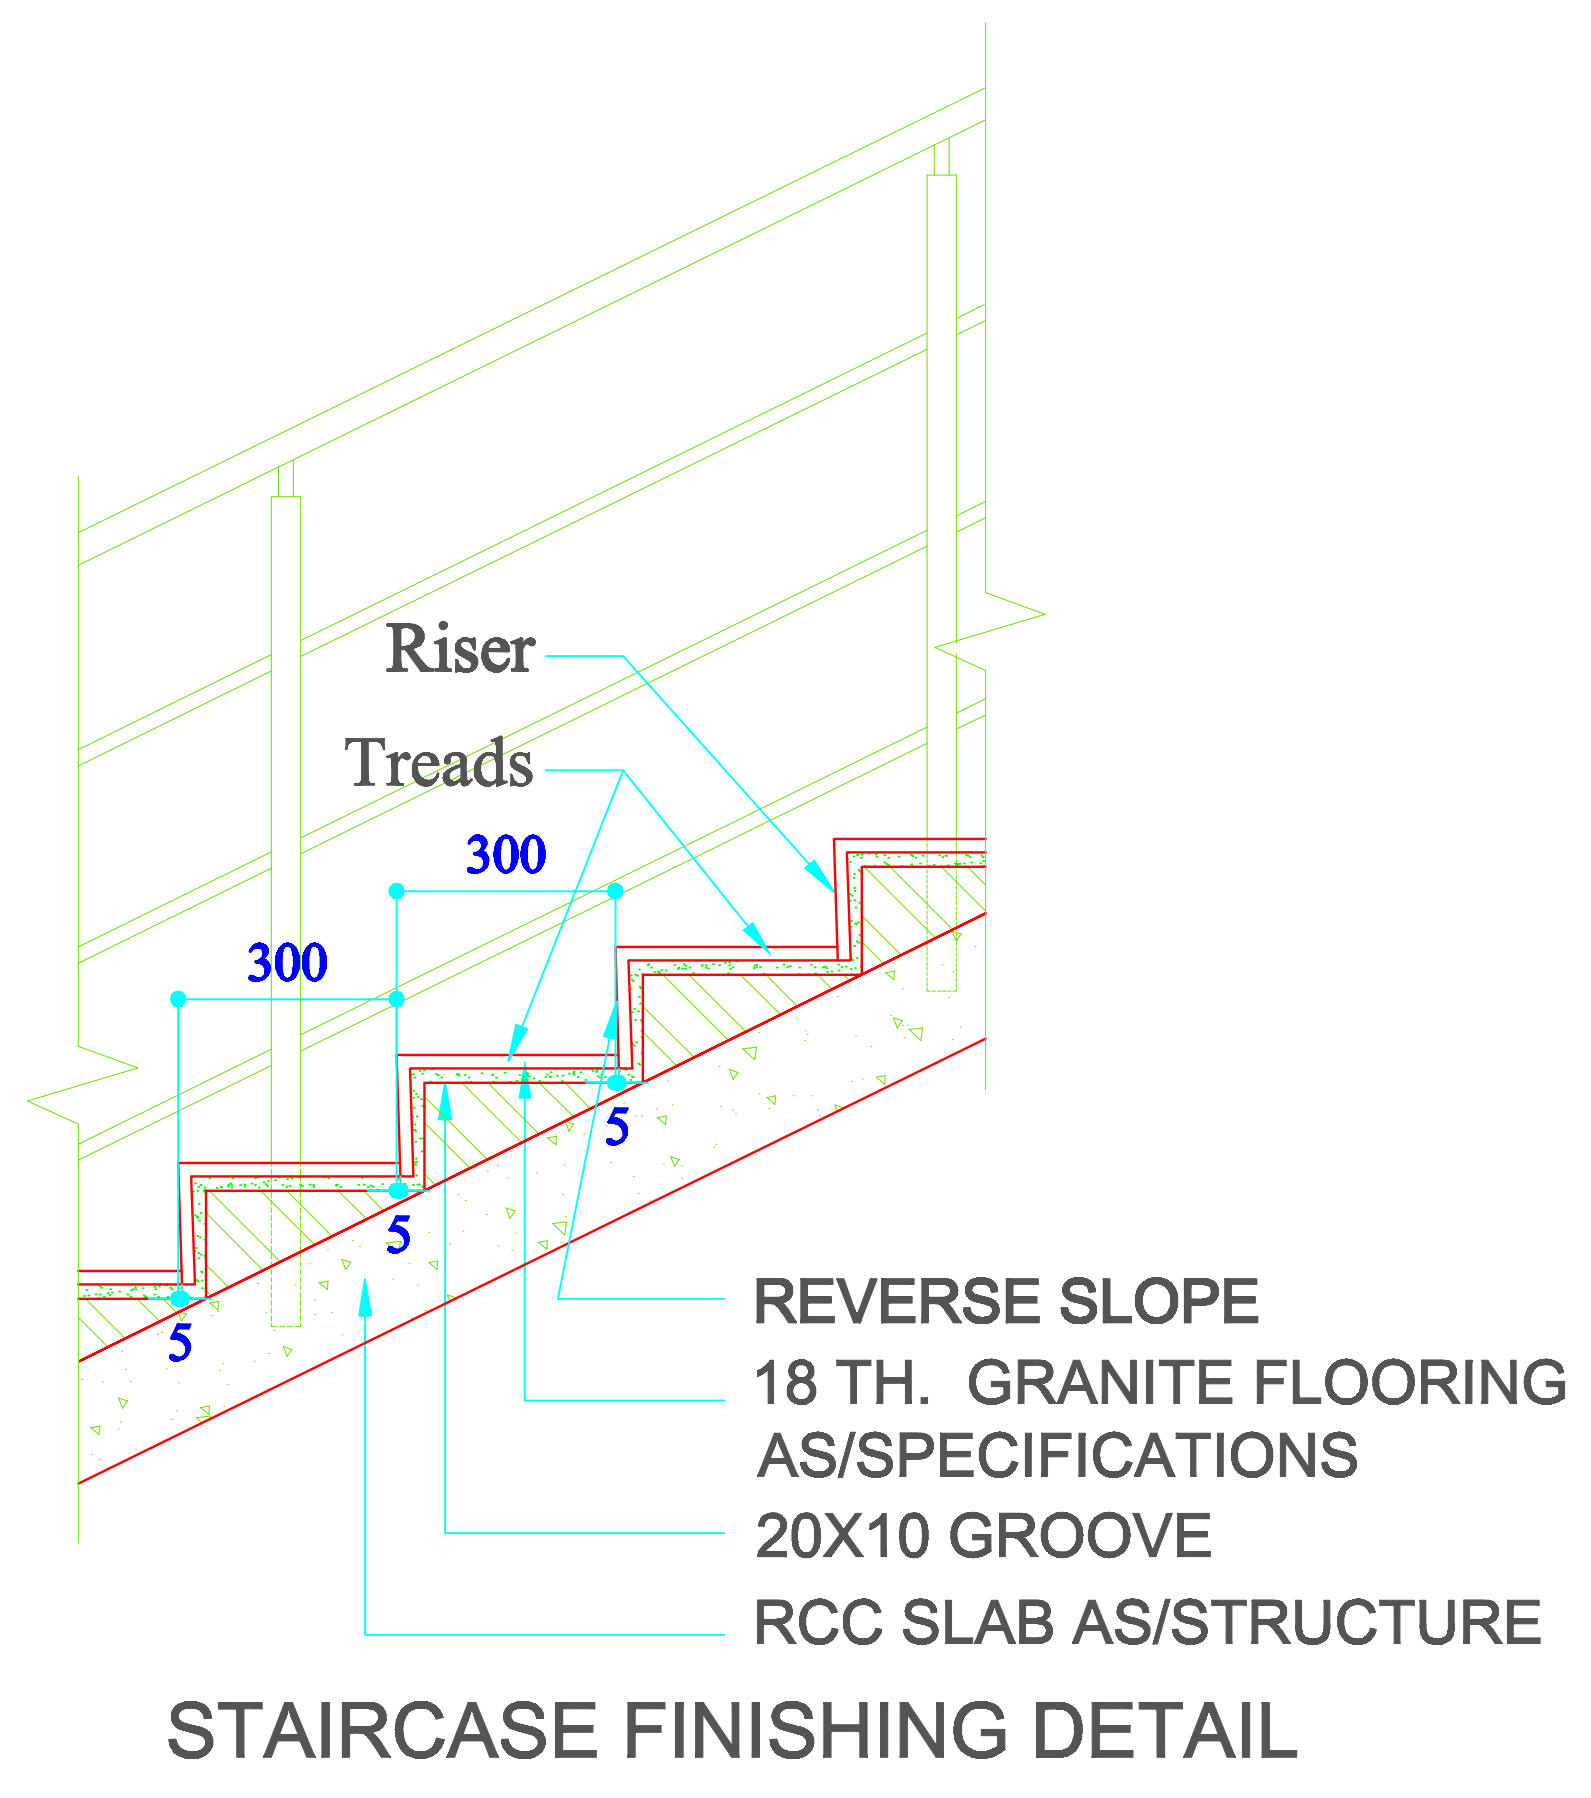 Riser
Treads
300
300
5
5
5
REVERSE SLOPE
18 TH. GRANITE FLOORING
AS/SPECIFICATIONS
20X10 GROOVE
RCC SLAB AS/STRUCTURE
STAIRCASE FINISHING DETAIL